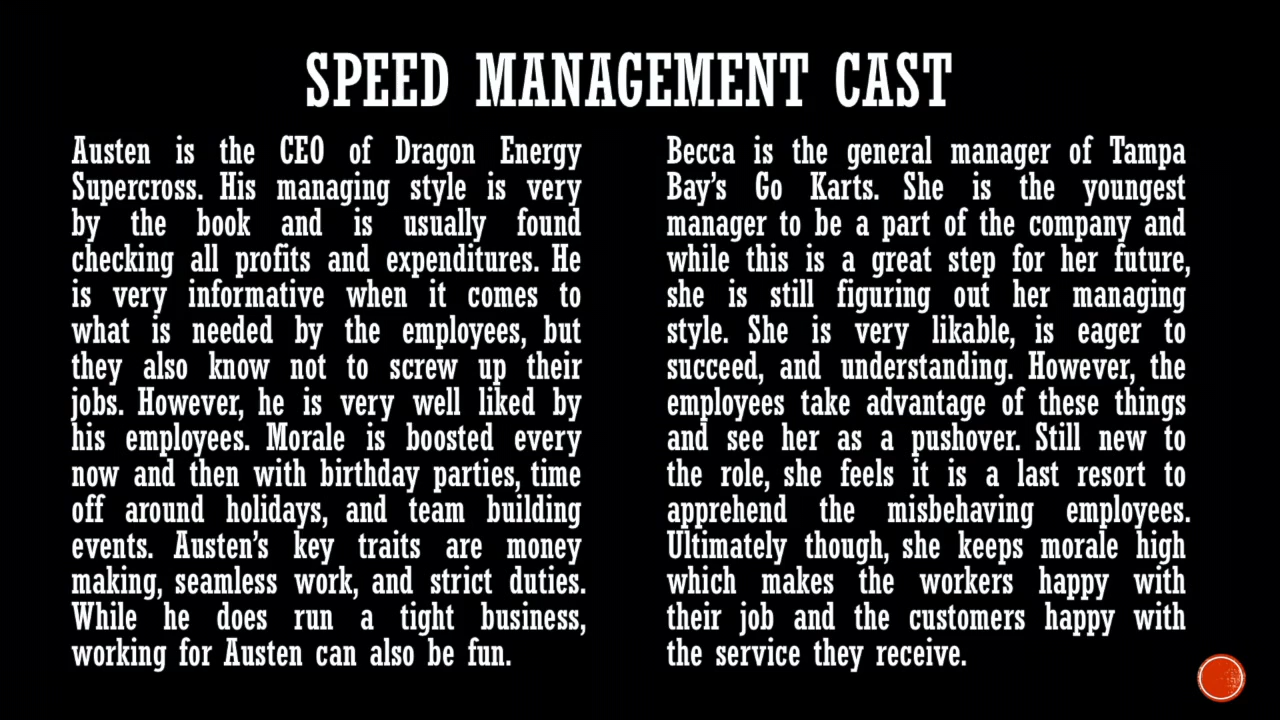 SPEED MANAGEMENT CAST
Austen is the CEO of Dragon Energy
Supercross. His managing style is very
by the book and is usually found
checking all profits and expenditures. He
is very informative when it comes to
what is needed by the employees, but
they also know not to screw up their
jobs. However, he is very well liked by
his employees. Morale is boosted every
now and then with birthday parties, time
off around holidays, and team building
events. Austen's key traits are money
making, seamless work, and strict duties.
While he does run a tight business,
working for Austen can also be fun.
Becca is the general manager of Tampa
Bay's Go Karts. She is the youngest
manager to be a part of the company and
while this is a great step for her future,
she is still figuring out her managing
style. She is very likable, is eager to
succeed, and understanding. However, the
employees take advantage of these things
and see her as a pushover. Still new to
the role, she feels it is a last resort to
apprehend the misbehaving employees.
Ultimately though, she keeps morale high
which makes the workers happy with
their job and the customers happy with
the service they receive.